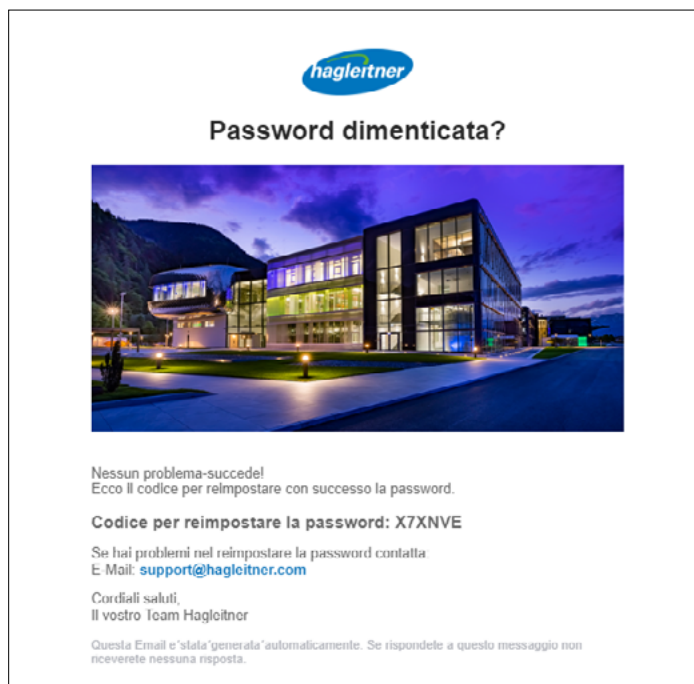 hagleitner
Password dimenticata?
Nessun problema-succede!
Ecco il codice per reimpostare con successo la password.
Codice per reimpostare la password: X7XNVE
Se hai problemi nel reimpostare la password contatta:
E-Mail: support@hagleitner.com
Cordiali saluti,
Il vostro Team Hagleitner
Questa Email e'stata'generata'automaticamente. Se rispondete a questo messaggio non
riceverete nessuna risposta.